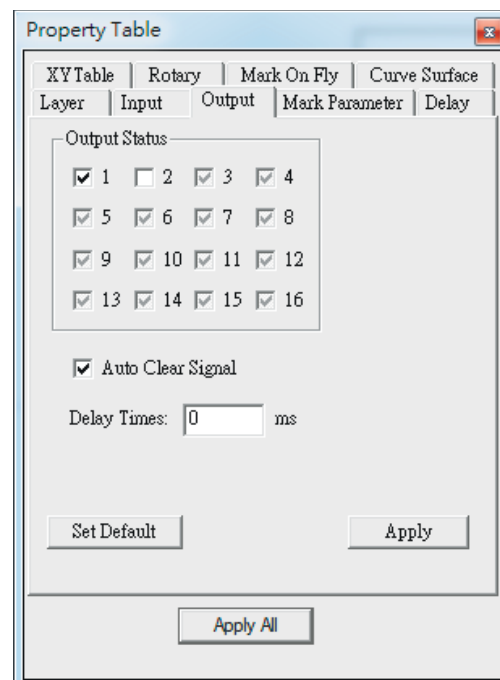 Property Table
XYTable Rotary Mark On Fly Curve Surface
Layer Input Output Mark Parameter Delay
Output Status
1 2 3 4
5 6 7 8
9 10 11 12
13 14 15 16
Auto Clear Signal
Delay Times: 0 ms
Set Default Apply
Apply All